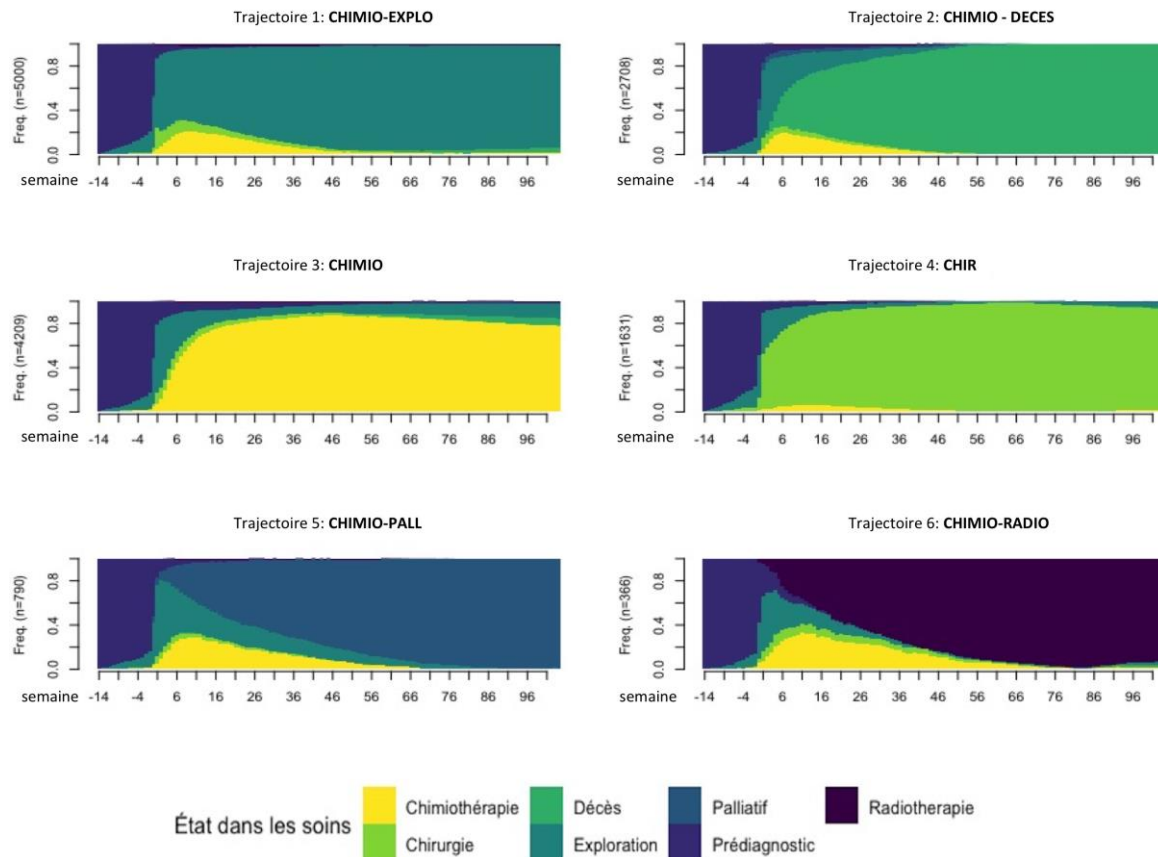 Trajectoire 1: CHIMIO-EXPLO
Trajectoire 2: CHIMIO - DECES
Freq. (n=5000)
0.0 0.4 0.8
semaine -14 -4 6 16 26 36 46 56 66 76 86 96
Freq. (n=2708)
0.0 0.4 0.8
semaine -14 -4 6 16 26 36 46 56 66 76 86 96
Trajectoire 3: CHIMIO
Trajectoire 4: CHIR
Freq. (n=4209)
0.0 0.4 0.8
semaine -14 -4 6 16 26 36 46 56 66 76 86 96
Freq. (n=1631)
0.0 0.4 0.8
semaine -14 -4 6 16 26 36 46 56 66 76 86 96
Trajectoire 5: CHIMIO-PALL
Trajectoire 6: CHIMIO-RADIO
Freq. (n=790)
0.0 0.4 0.8
semaine -14 -4 6 16 26 36 46 56 66 76 86 96
Freq. (n=366)
0.0 0.4 0.8
semaine -14 -4 6 16 26 36 46 56 66 76 86 96
État dans les soins
Chimiothérapie
Chirurgie
Décès
Exploration
Palliatif
Prédiagnostic
Radiotherapie